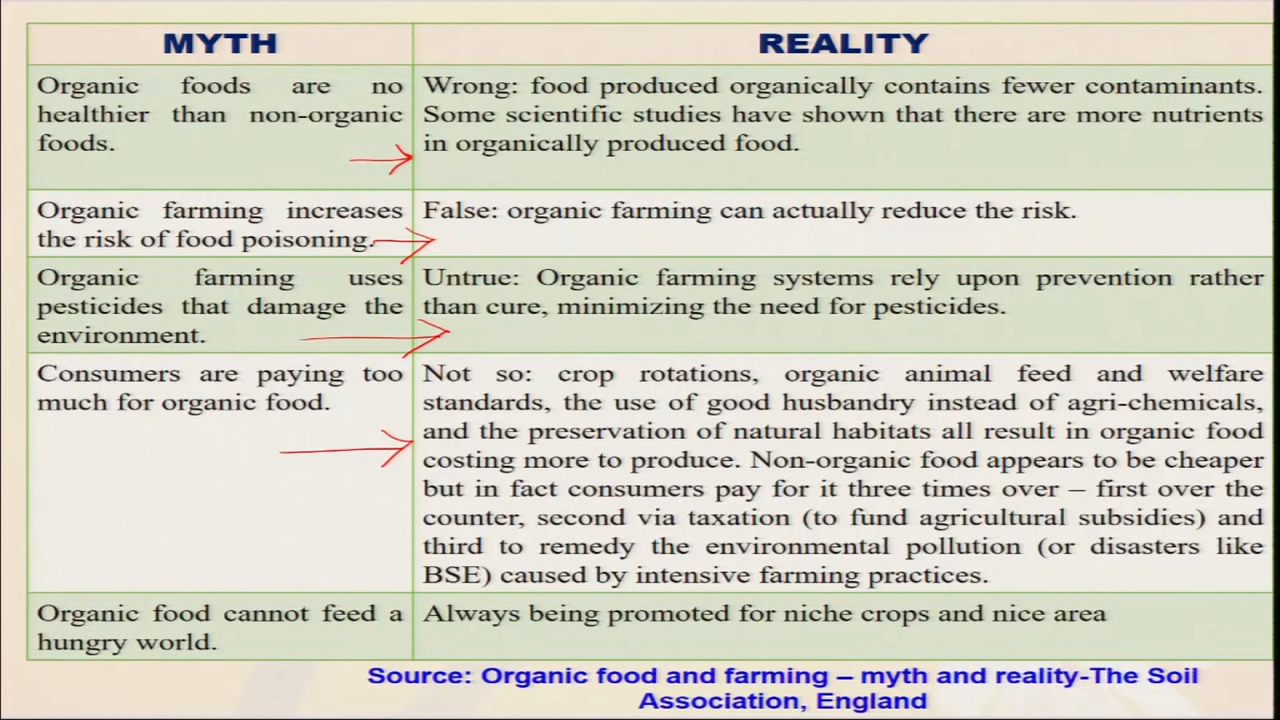 MYTH
REALITY
Organic foods are no
healthier than non-organic
foods.
Wrong: food produced organically contains fewer contaminants.
Some scientific studies have shown that there are more nutrients
in organically produced food.
Organic farming increases
the risk of food poisoning.
False: organic farming can actually reduce the risk.
Organic farming uses
pesticides that damage the
environment.
Untrue: Organic farming systems rely upon prevention rather
than cure, minimizing the need for pesticides.
Consumers are paying too
much for organic food.
Not so: crop rotations, organic animal feed and welfare
standards, the use of good husbandry instead of agri-chemicals,
and the preservation of natural habitats all result in organic food
costing more to produce. Non-organic food appears to be cheaper
but in fact consumers pay for it three times over – first over the
counter, second via taxation (to fund agricultural subsidies) and
third to remedy the environmental pollution (or disasters like
BSE) caused by intensive farming practices.
Organic food cannot feed a
hungry world.
Always being promoted for niche crops and nice area
Source: Organic food and farming – myth and reality-The Soil
Association, England